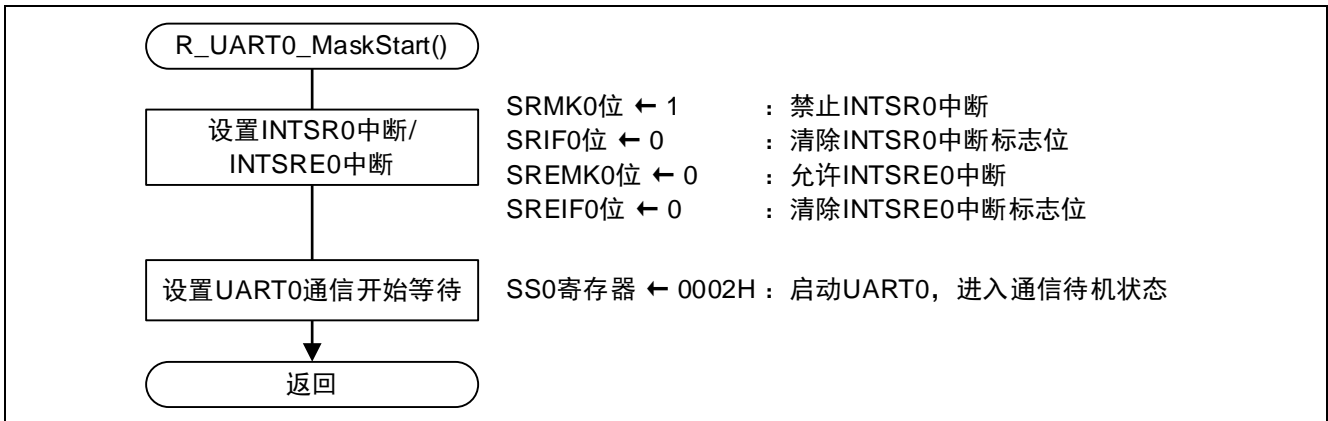 R_UART0_MaskStart()
设置INTSR0中断/
INTSRE0中断
SRMK0位 ← 1 ：禁止INTSR0中断
SRIF0位 ← 0 ：清除INTSR0中断标志位
SREMK0位 ← 0 ：允许INTSRE0中断
SREIF0位 ← 0 ：清除INTSRE0中断标志位
设置UART0通信开始等待
SS0寄存器 ← 0002H ：启动UART0，进入通信待机状态
返回